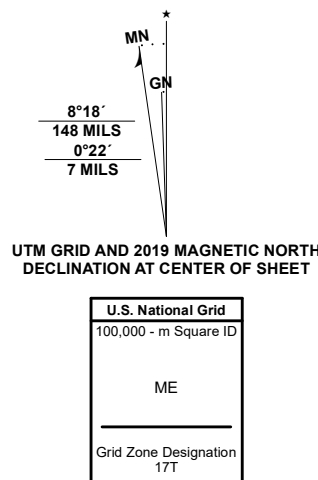 MN
GN
8°18´
148 MILS
0°22´
7 MILS
UTM GRID AND 2019 MAGNETIC NORTH
DECLINATION AT CENTER OF SHEET
U.S. National Grid
100,000 - m Square ID
ME
Grid Zone Designation
17T